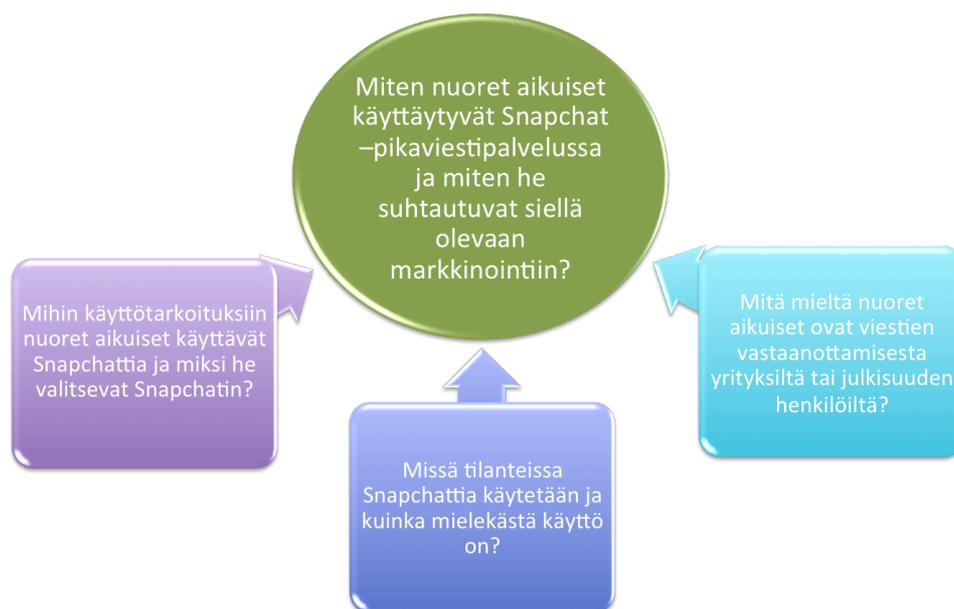 Miten nuoret aikuiset
käyttäytyvät Snapchat
–pikaviestipalvelussa
ja miten he
suhtautuvat siellä
olevaan
markkinointiin?
Mihin käyttötarkoituksiin
nuoret aikuiset käyttävät
Snapchattia ja miksi he
valitsevat Snapchatin?
Missä tilanteissa
Snapchattia käytetään ja
kuinka mielekästä käyttö
on?
Mitä mieltä nuoret
aikuiset ovat viestien
vastaanottamisesta
yrityksiltä tai julkisuuden
henkilöiltä?